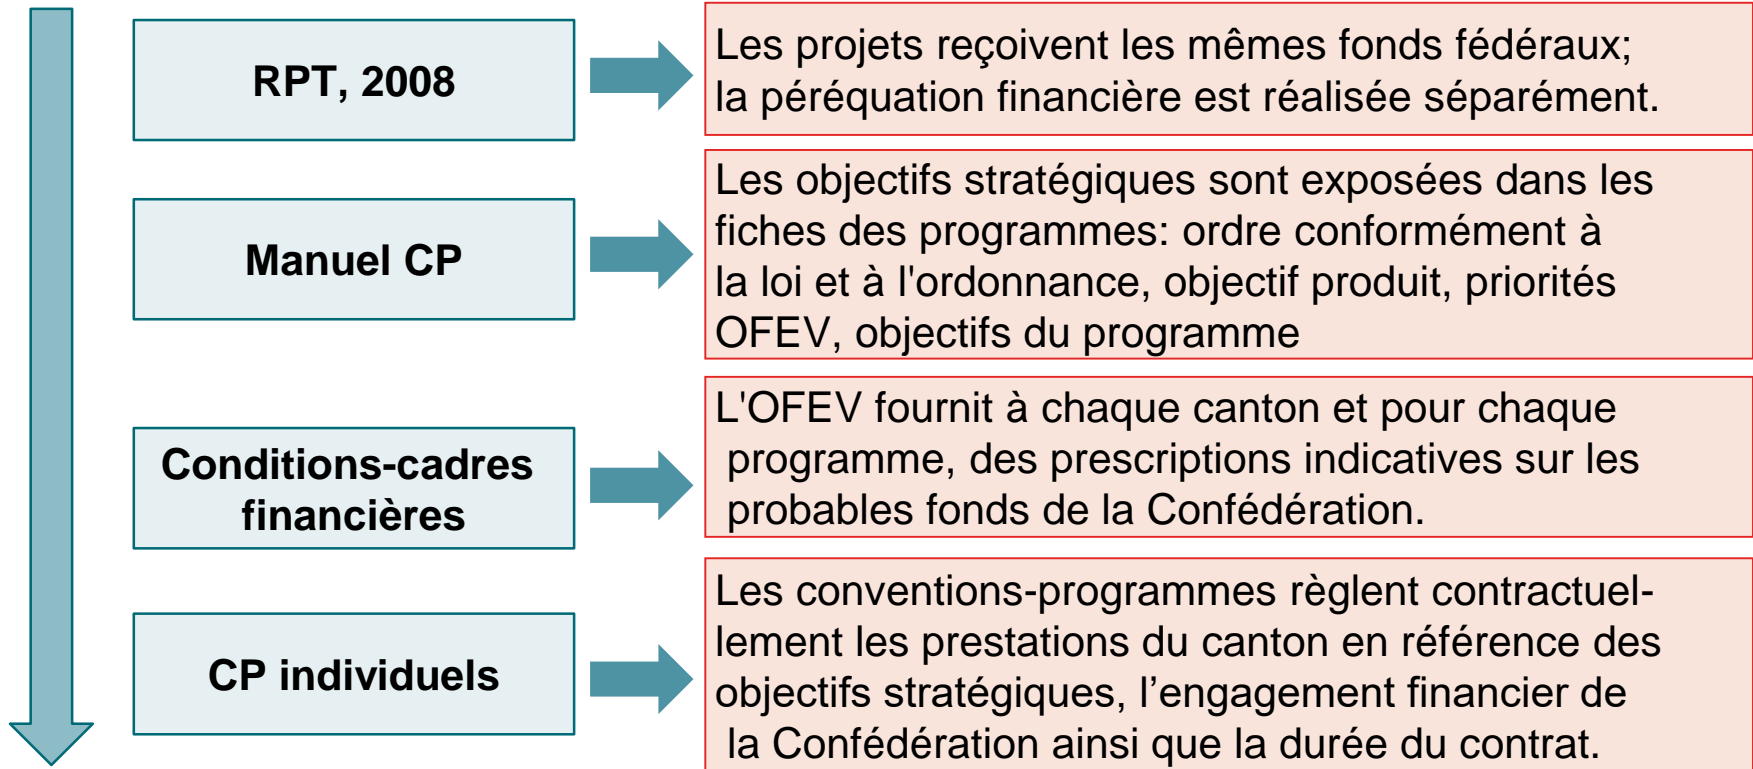 RPT, 2008
Les projets reçoivent les mêmes fonds fédéraux;
la péréquation financière est réalisée séparément.
Manuel CP
Les objectifs stratégiques sont exposées dans les
fiches des programmes: ordre conformément à
la loi et à l'ordonnance, objectif produit, priorités
OFEV, objectifs du programme
Conditions-cadres
financières
L'OFEV fournit à chaque canton et pour chaque
programme, des prescriptions indicatives sur les
probables fonds de la Confédération.
CP individuels
Les conventions-programmes règlent contractuel-
lement les prestations du canton en référence des
objectifs stratégiques, l’engagement financier de
la Confédération ainsi que la durée du contrat.